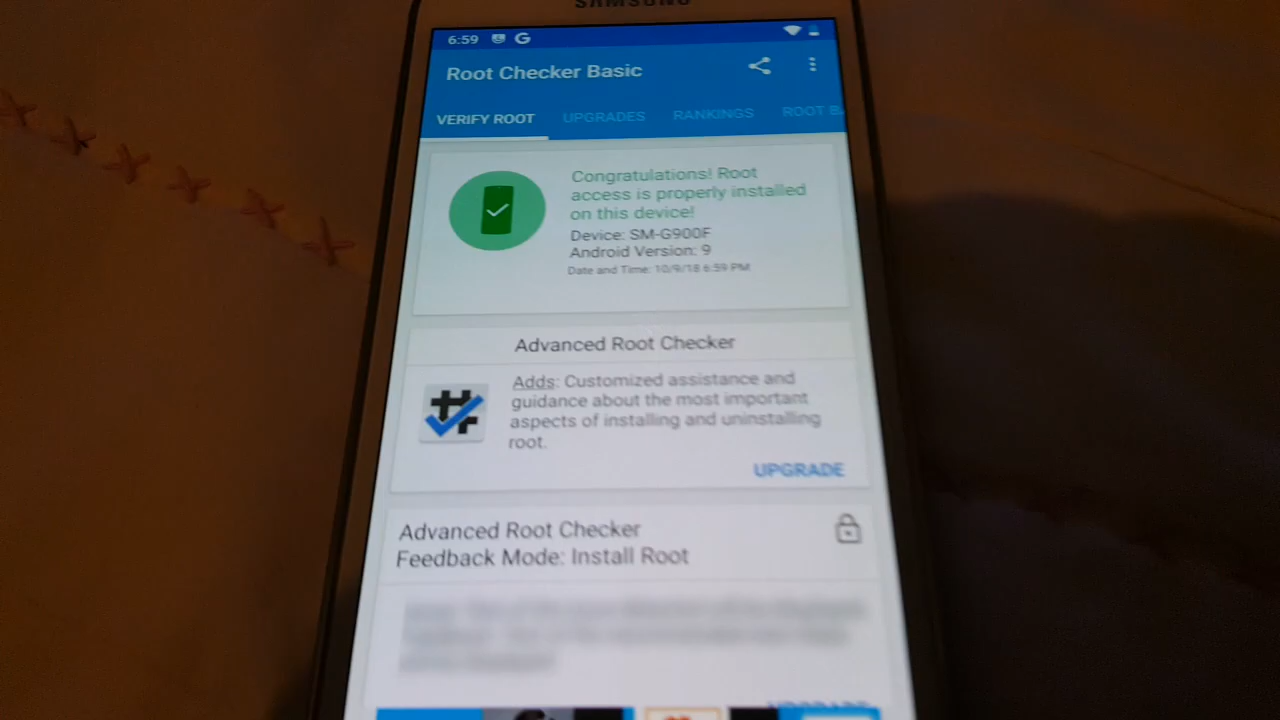 SAMSUNG
6:59
Root Checker Basic
VERIFY ROOT UPGRADES RANKINGS ROOT B
Congratulations! Root
access is properly installed
on this device!
Device: SM-G900F
Android Version: 9
Date and Time: 10/9/18 6:59 PM
Advanced Root Checker
Adds: Customized assistance and
guidance about the most important
aspects of installing and uninstalling
root.
UPGRADE
Advanced Root Checker
Feedback Mode: Install Root
UPGRADE